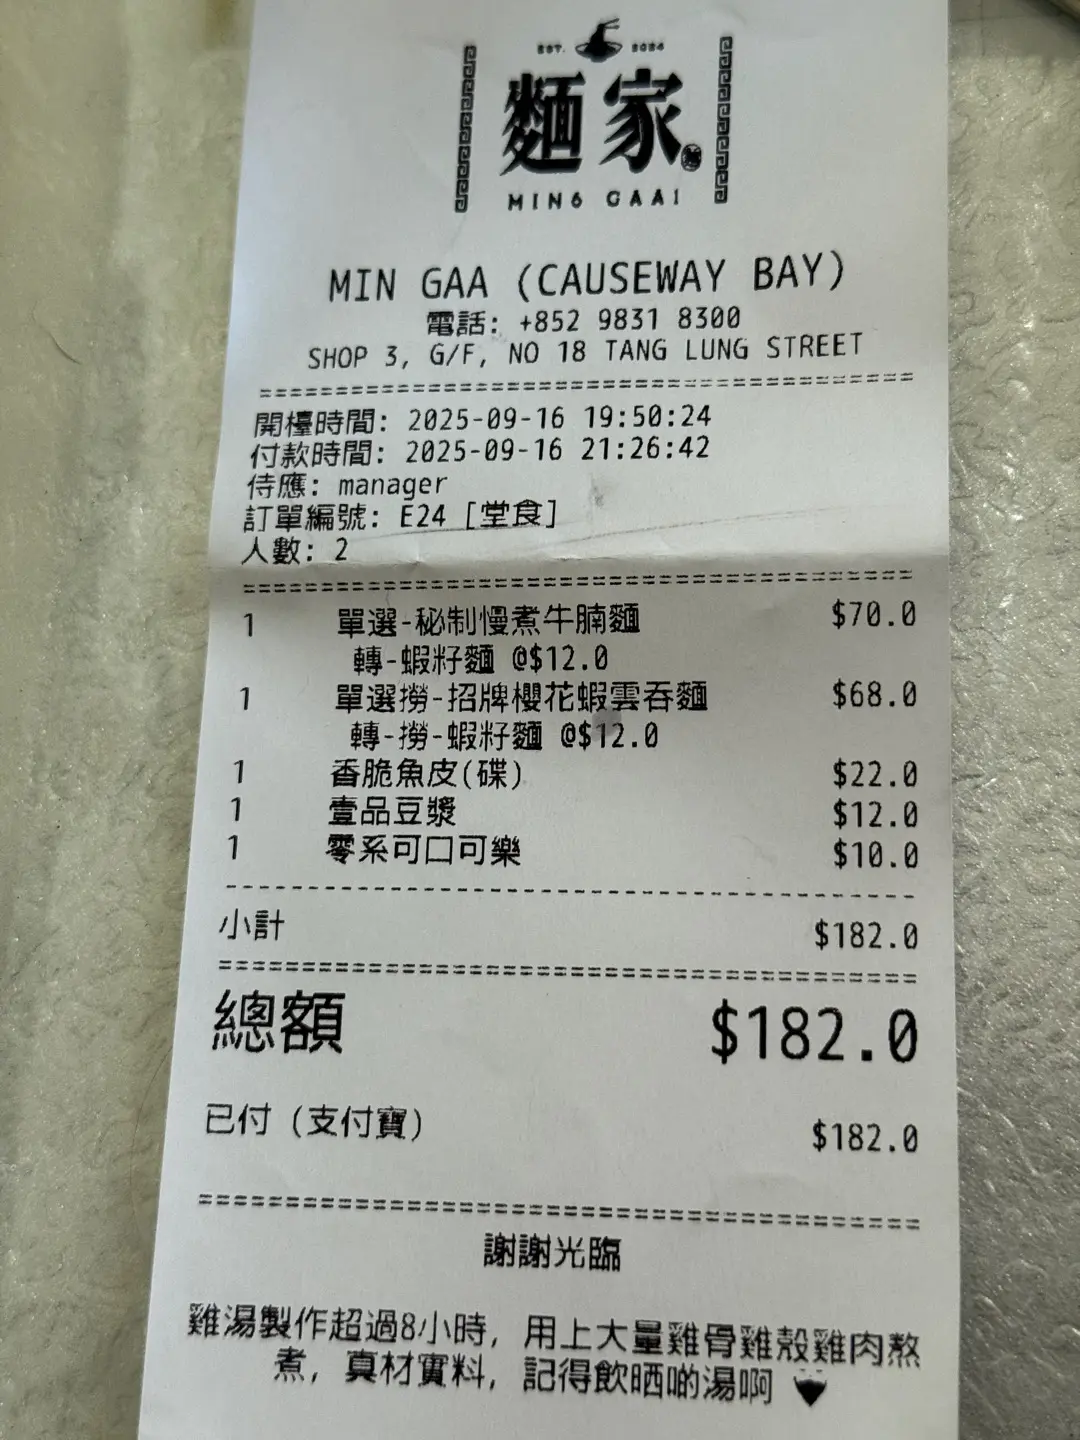 EST. 2024
麵家
MING GAAI
MIN GAA (CAUSEWAY BAY)
電話: +852 9831 8300
SHOP 3, G/F, NO 18 TANG LUNG STREET
開檯時間: 2025-09-16 19:50:24
付款時間: 2025-09-16 21:26:42
侍應: manager
訂單編號: E24 [堂食]
人數: 2
1 單選-秘制慢煮牛腩麵 $70.0
轉-蝦籽麵 @$12.0
1 單選撈-招牌櫻花蝦雲吞麵 $68.0
轉-撈-蝦籽麵 @$12.0
1 香脆魚皮(碟) $22.0
1 壹品豆漿 $12.0
1 零系可口可樂 $10.0
小計 $182.0
總額 $182.0
已付 (支付寶) $182.0
謝謝光臨
雞湯製作超過8小時, 用上大量雞骨雞殼雞肉熬
煮, 真材實料, 記得飲晒啲湯啊